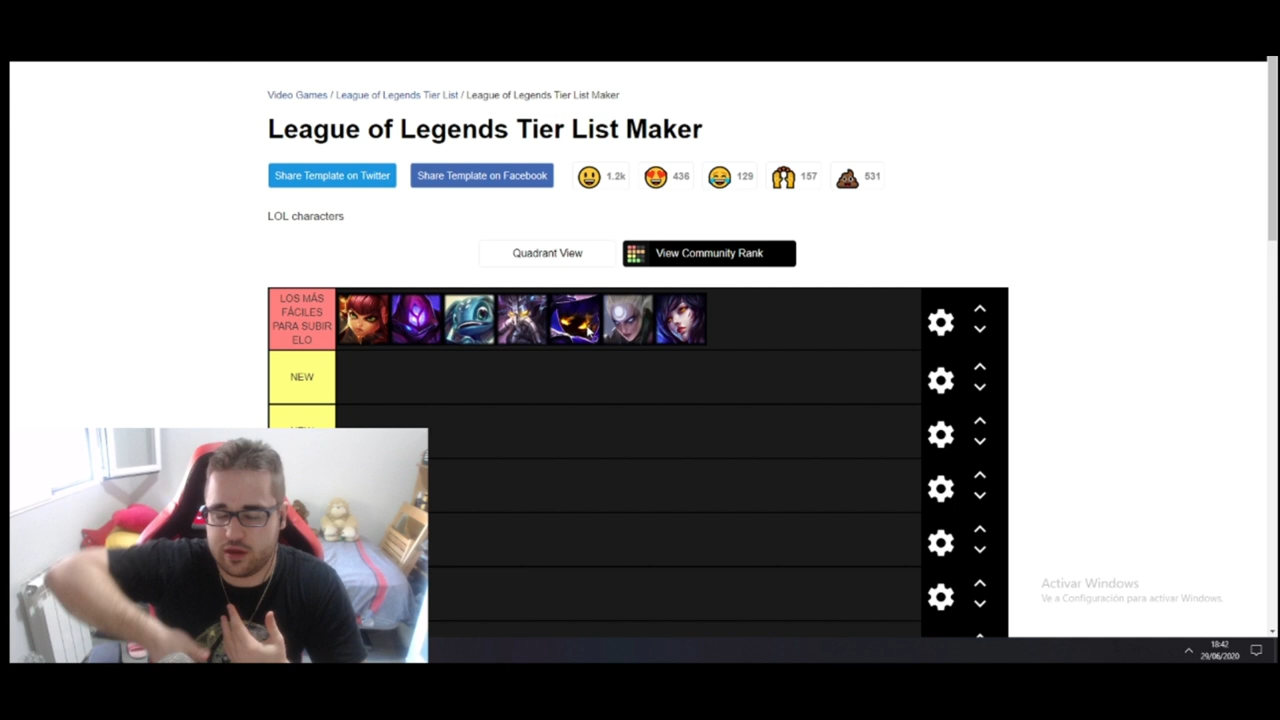 Video Games / League of Legends Tier List / League of Legends Tier List Maker
League of Legends Tier List Maker
Share Template on Twitter
Share Template on Facebook
1.2k
436
129
157
531
LOL characters
Quadrant View
View Community Rank
LOS MÁS
FÁCILES
PARA SUBIR
ELO
NEW
Activar Windows
Ve a Configuración para activar Windows.
18:42
29/06/2020